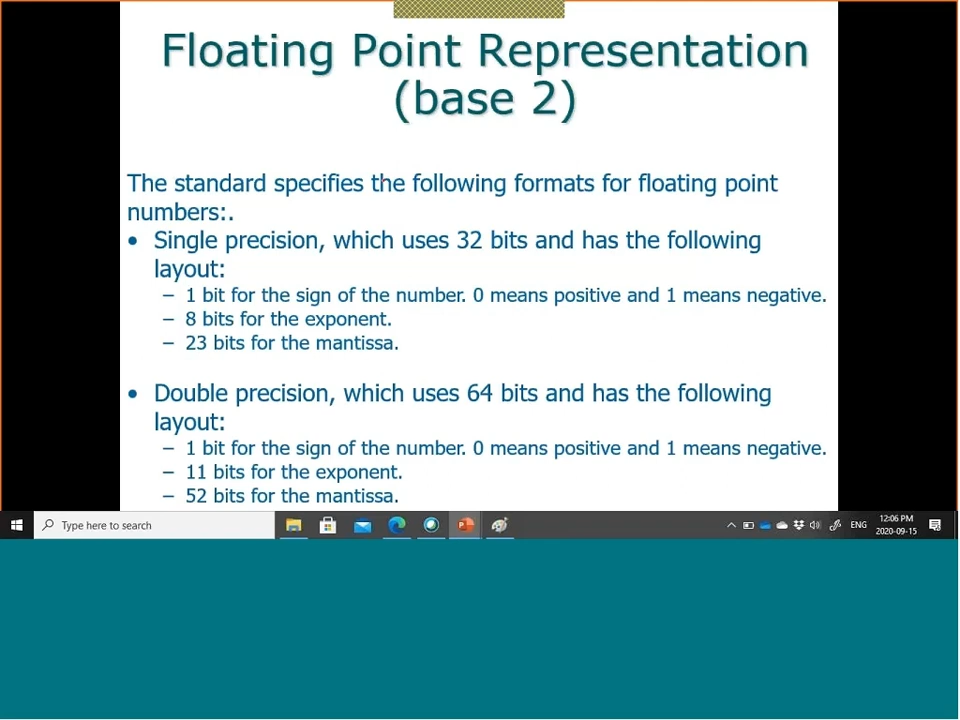 Floating Point Representation
(base 2)
The standard specifies the following formats for floating point
numbers:.
• Single precision, which uses 32 bits and has the following
layout:
– 1 bit for the sign of the number. 0 means positive and 1 means negative.
– 8 bits for the exponent.
– 23 bits for the mantissa.
• Double precision, which uses 64 bits and has the following
layout:
– 1 bit for the sign of the number. 0 means positive and 1 means negative.
– 11 bits for the exponent.
– 52 bits for the mantissa.
Type here to search
ENG
12:06 PM
2020-09-15